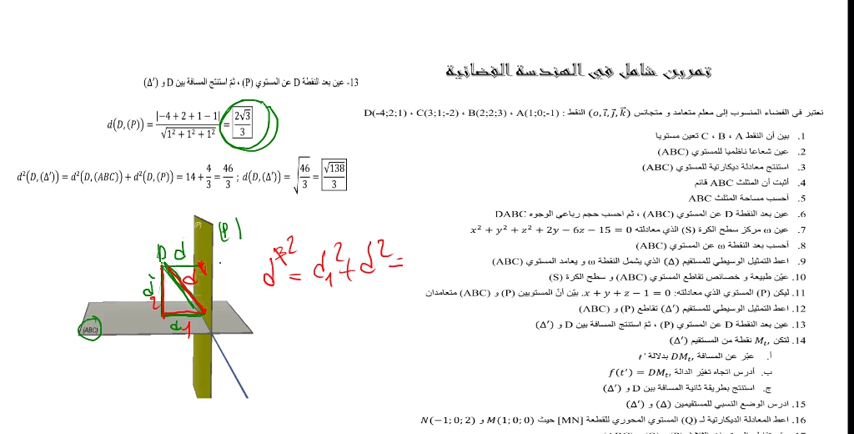 تمرين شامل في الهندسة الفضائية
نعتبر في الفضاء المنسوب إلى معلم متعامد و متجانس (o, i⃗, j⃗, k⃗) النقط : A(1;0;-1) ، B(2;2;3) ، C(3;1;-2) ، D(-4;2;1)
1. بين أن النقط A ، B ، C تعين مستويا
2. عين شعاعا ناظميا للمستوي (ABC)
3. استنتج معادلة ديكارتية للمستوي (ABC)
4. أثبت أن المثلث ABC قائم
5. احسب مساحة المثلث ABC
6. عين بعد النقطة D عن المستوي (ABC) ، ثم احسب حجم رباعي الوجوه DABC
7. عين ω مركز سطح الكرة (S) الذي معادلته x² + y² + z² + 2y − 6z − 15 = 0
8. أحسب بعد النقطة ω عن المستوي (ABC)
9. اعط التمثيل الوسيطي للمستقيم (Δ) الذي يشمل النقطة ω و يعامد المستوي (ABC)
10. عيّن طبيعة و خصائص تقاطع المستوي (ABC) و سطح الكرة (S)
11. ليكن (P) المستوي الذي معادلته: x + y + z − 1 = 0. بيّن أنّ المستويين (P) و (ABC) متعامدان
12. اعط التمثيل الوسيطي للمستقيم (Δ′) تقاطع (P) و (ABC)
13. عين بعد النقطة D عن المستوي (P) ، ثمّ استنتج المسافة بين D و (Δ′)
14. لتكن Mₜ نقطة من المستقيم (Δ′)
أ. عبّر عن المسافة DMₜ بدلالة t′
ب. أدرس اتجاه تغيّر الدالة f(t′) = DMₜ
ج. استنتج بطريقة ثانية المسافة بين D و (Δ′)
15. ادرس الوضع النسبي للمستقيمين (Δ) و (Δ′)
16. اعط المعادلة الديكارتية لـ (Q) المستوي المحوري للقطعة [MN] حيث M(1; 0; 0) و N(−1; 0; 2)
13- عين بعد النقطة D عن المستوي (P) ، ثمّ استنتج المسافة بين D و (Δ′)
d(D,(P)) = |−4 + 2 + 1 − 1| / √(1² + 1² + 1²) = 2√3 / 3
d²(D,(Δ′)) = d²(D,(ABC)) + d²(D,(P)) = 14 + 4/3 = 46/3 ; d(D,(Δ′)) = √(46/3) = √138 / 3
(P)
D d
d₁
(ABC)
d*² = d₁² + d² =